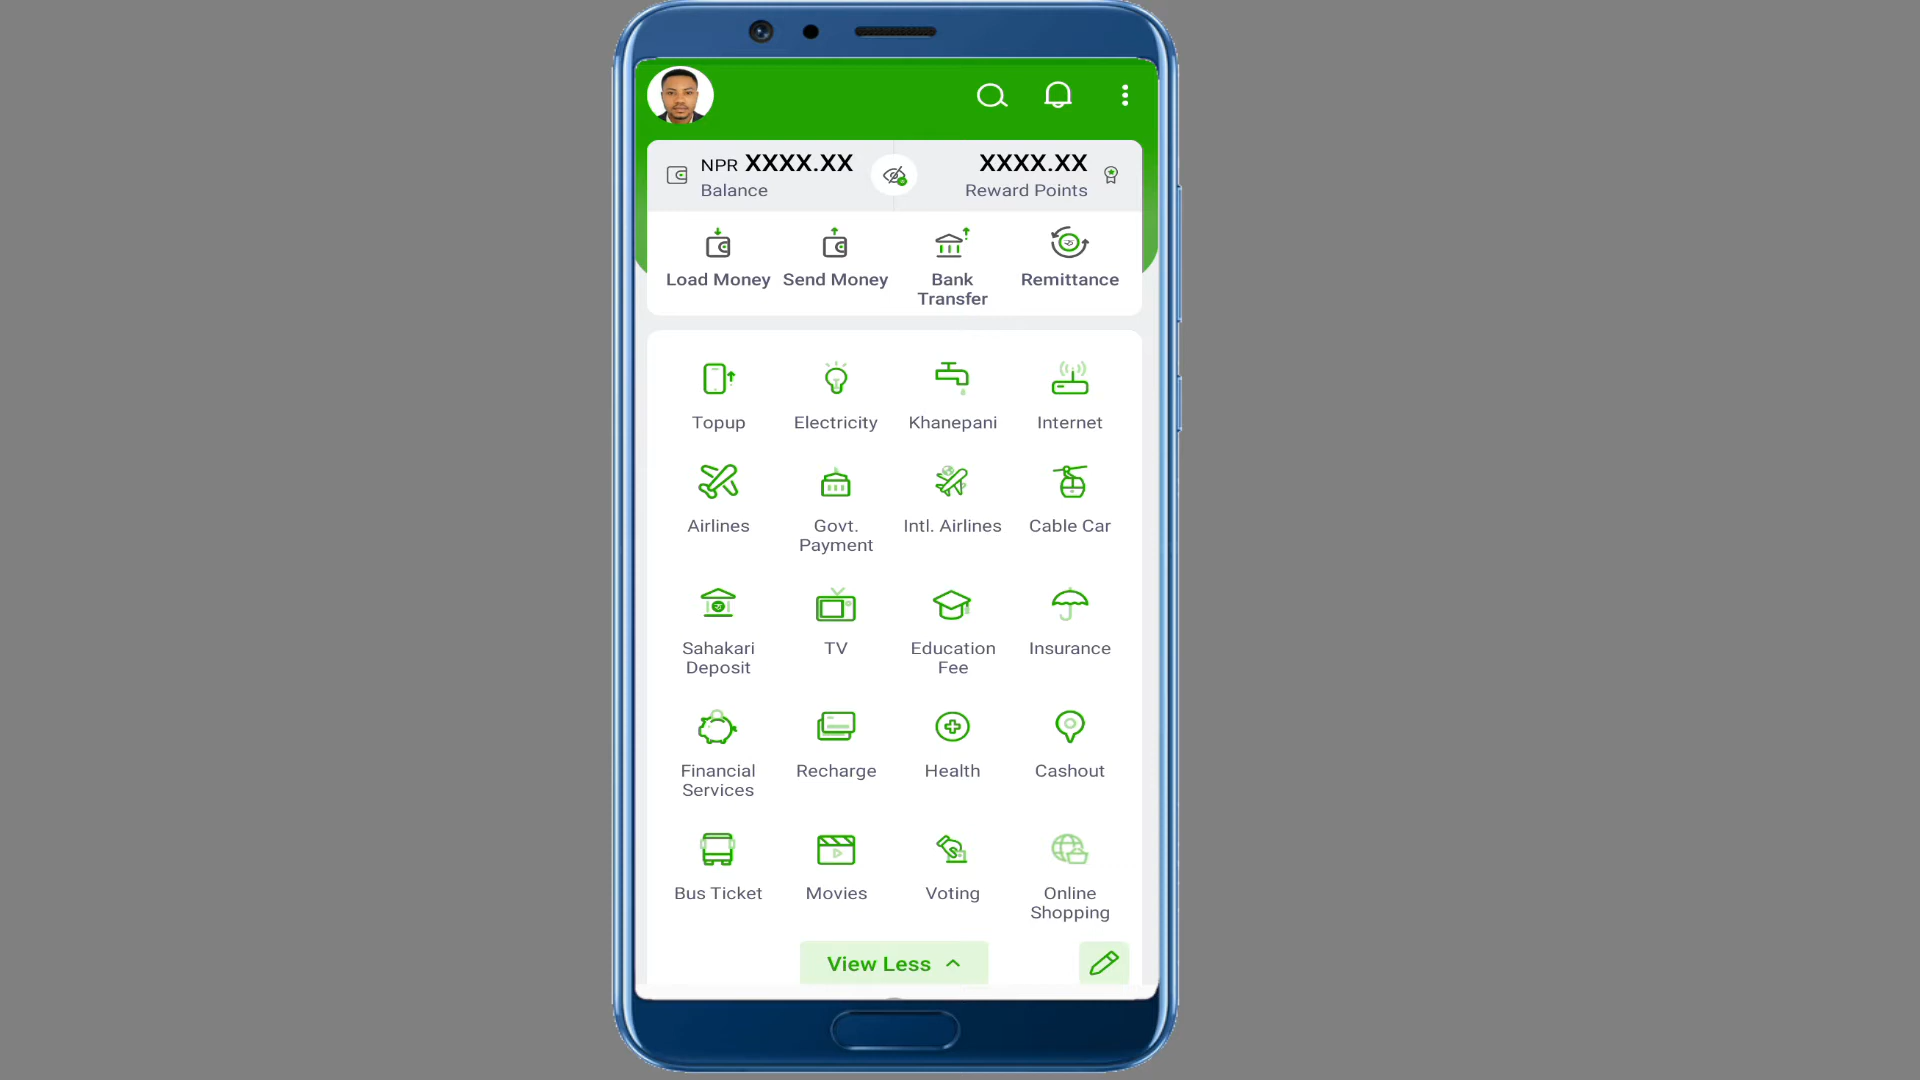 NPR XXXX.XX
Balance
XXXX.XX
Reward Points
Load Money
Send Money
Bank
Transfer
Remittance
Topup
Electricity
Khanepani
Internet
Airlines
Govt.
Payment
Intl. Airlines
Cable Car
Sahakari
Deposit
TV
Education
Fee
Insurance
Financial
Services
Recharge
Health
Cashout
Bus Ticket
Movies
Voting
Online
Shopping
View Less